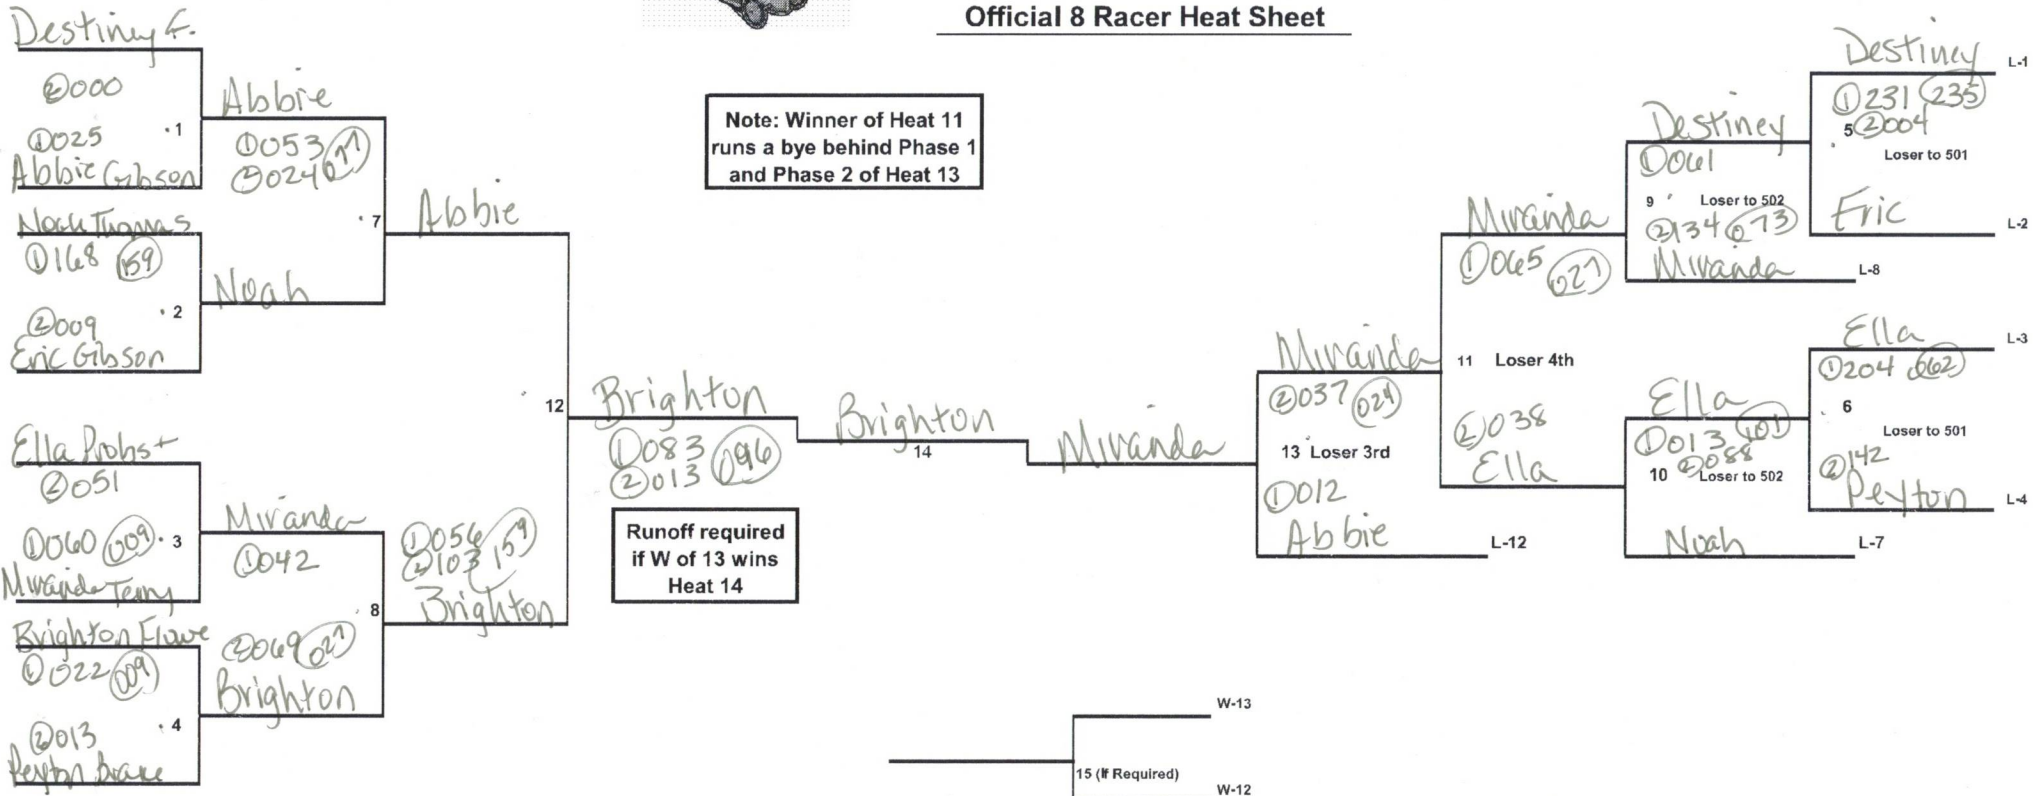 Official 8 Racer Heat Sheet
Destiney F.
②000
①025
1
Abbie Gibson
Abbie
①053
②024 077
Noah Thomas
①168 159
②009
2
Eric Gibson
Noah
7
Abbie
Ella Probst
②051
①060 009
3
Miranda Terry
Miranda
①042
Brighton Flowe
①022 009
②013
4
②069 027
Brighton
8
①056
②103 159
Brighton
12
Note: Winner of Heat 11
runs a bye behind Phase 1
and Phase 2 of Heat 13
Brighton
①083
②013 096
Runoff required
if W of 13 wins
Heat 14
Brighton
14
Miranda
Miranda
②037 024
13 Loser 3rd
①012
Abbie
L-12
Miranda
①065 027
11 Loser 4th
②038
Ella
Destiney
①061
9 Loser to 502
②134 073
Miranda
L-8
Destiney
L-1
①231 235
5 ②004
Loser to 501
Eric
L-2
Ella
L-3
①204 062
6
Loser to 501
②142
Peyton
L-4
Ella
①013 101
②088
10 Loser to 502
Noah
L-7
W-13
15 (If Required)
W-12